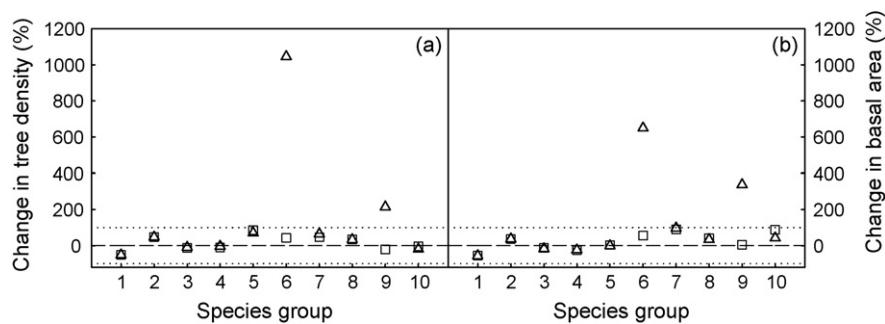 Change in tree density (%)
1200
1000
800
600
400
200
0
(a)
1 2 3 4 5 6 7 8 9 10
Species group
(b)
1 2 3 4 5 6 7 8 9 10
Species group
1200
1000
800
600
400
200
0
Change in basal area (%)